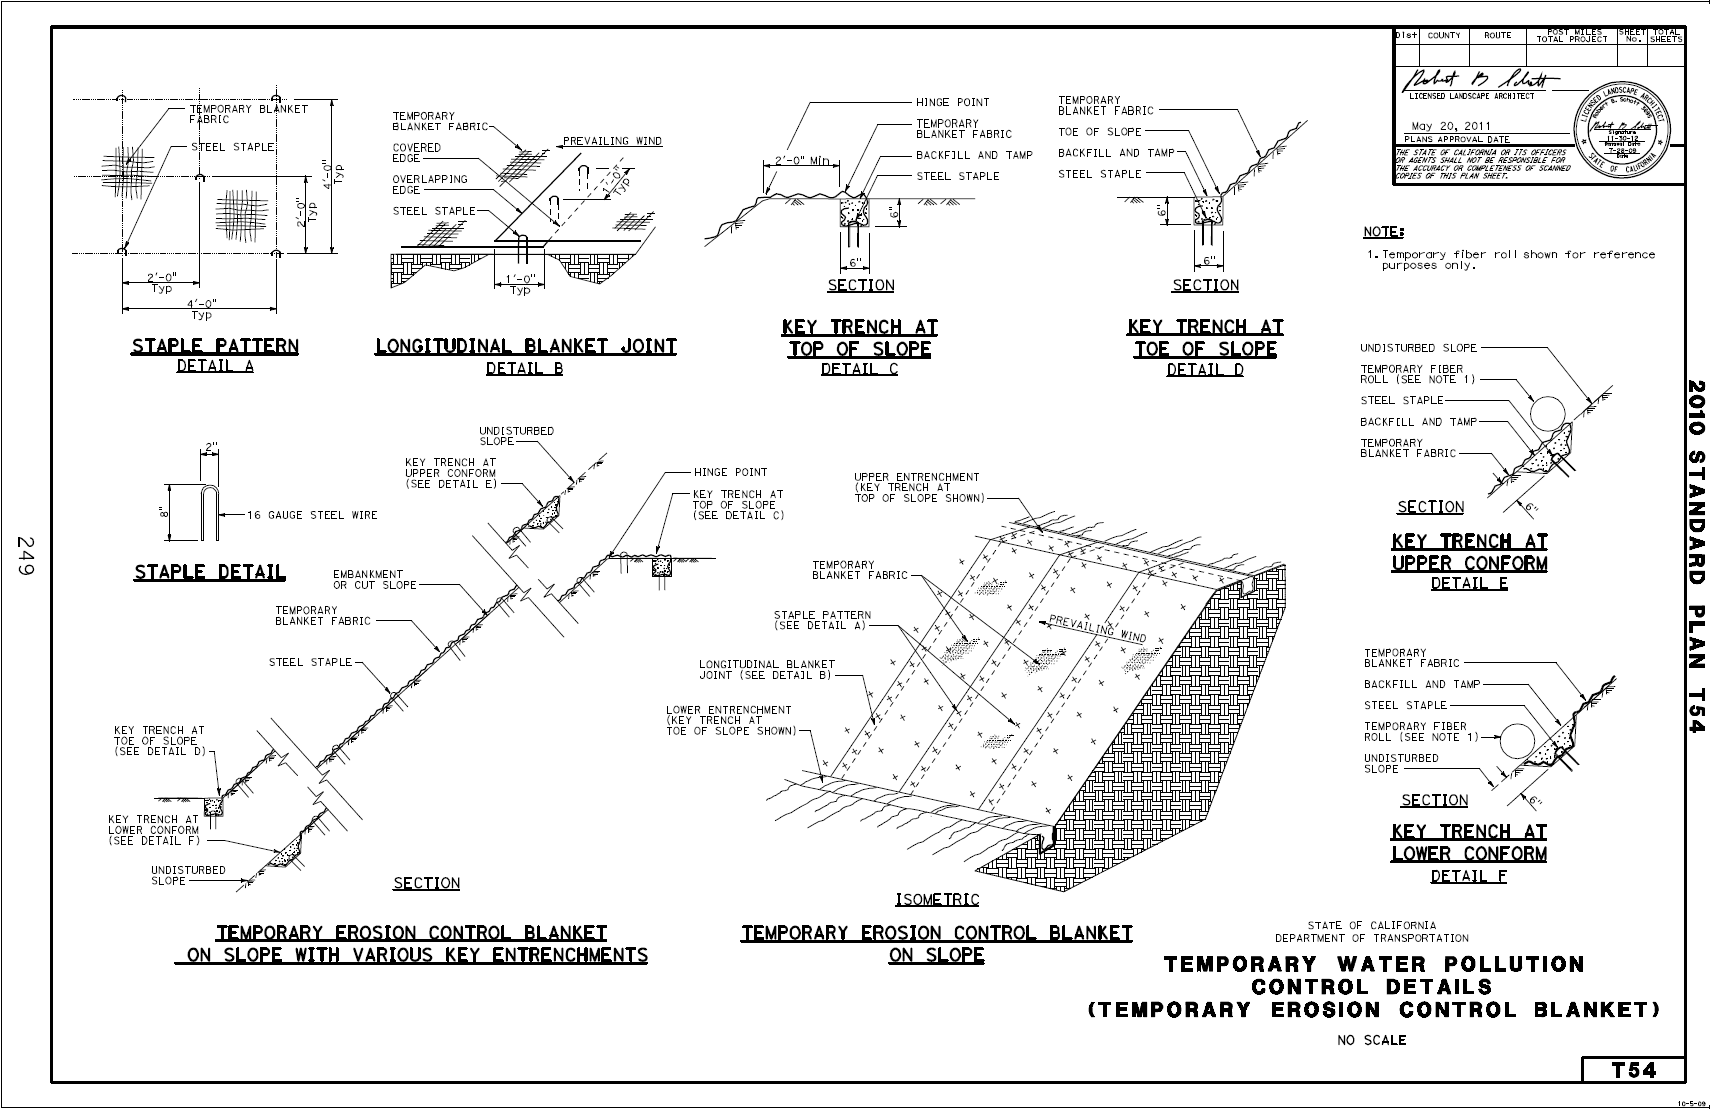 Dist COUNTY ROUTE POST MILES TOTAL PROJECT SHEET No. TOTAL SHEETS
Robert B Schott
LICENSED LANDSCAPE ARCHITECT
May 20, 2011
PLANS APPROVAL DATE
THE STATE OF CALIFORNIA OR ITS OFFICERS
OR AGENTS SHALL NOT BE RESPONSIBLE FOR
THE ACCURACY OR COMPLETENESS OF SCANNED
COPIES OF THIS PLAN SHEET.
LICENSED LANDSCAPE ARCHITECT
Signature
11-30-12
Renewal Date
7-28-09
Date
STATE OF CALIFORNIA
TEMPORARY BLANKET
FABRIC
STEEL STAPLE
4'-0"
Typ
2'-0"
Typ
2'-0"
Typ
4'-0"
Typ
STAPLE PATTERN
DETAIL A
TEMPORARY
BLANKET FABRIC
PREVAILING WIND
COVERED
EDGE
OVERLAPPING
EDGE
STEEL STAPLE
1'-0"
Typ
1'-0"
Typ
LONGITUDINAL BLANKET JOINT
DETAIL B
HINGE POINT
TEMPORARY
BLANKET FABRIC
BACKFILL AND TAMP
STEEL STAPLE
2'-0" Min
6"
6"
SECTION
KEY TRENCH AT
TOP OF SLOPE
DETAIL C
TEMPORARY
BLANKET FABRIC
TOE OF SLOPE
BACKFILL AND TAMP
STEEL STAPLE
6"
6"
SECTION
KEY TRENCH AT
TOE OF SLOPE
DETAIL D
NOTE:
1. Temporary fiber roll shown for reference
purposes only.
UNDISTURBED SLOPE
TEMPORARY FIBER
ROLL (SEE NOTE 1)
STEEL STAPLE
BACKFILL AND TAMP
TEMPORARY
BLANKET FABRIC
6"
SECTION
KEY TRENCH AT
UPPER CONFORM
DETAIL E
2"
8"
16 GAUGE STEEL WIRE
STAPLE DETAIL
UNDISTURBED
SLOPE
KEY TRENCH AT
UPPER CONFORM
(SEE DETAIL E)
HINGE POINT
KEY TRENCH AT
TOP OF SLOPE
(SEE DETAIL C)
EMBANKMENT
OR CUT SLOPE
TEMPORARY
BLANKET FABRIC
STEEL STAPLE
KEY TRENCH AT
TOE OF SLOPE
(SEE DETAIL D)
KEY TRENCH AT
LOWER CONFORM
(SEE DETAIL F)
UNDISTURBED
SLOPE
SECTION
TEMPORARY EROSION CONTROL BLANKET
ON SLOPE WITH VARIOUS KEY ENTRENCHMENTS
UPPER ENTRENCHMENT
(KEY TRENCH AT
TOP OF SLOPE SHOWN)
TEMPORARY
BLANKET FABRIC
STAPLE PATTERN
(SEE DETAIL A)
PREVAILING WIND
LONGITUDINAL BLANKET
JOINT (SEE DETAIL B)
LOWER ENTRENCHMENT
(KEY TRENCH AT
TOE OF SLOPE SHOWN)
ISOMETRIC
TEMPORARY EROSION CONTROL BLANKET
ON SLOPE
TEMPORARY
BLANKET FABRIC
BACKFILL AND TAMP
STEEL STAPLE
TEMPORARY FIBER
ROLL (SEE NOTE 1)
UNDISTURBED
SLOPE
6"
SECTION
KEY TRENCH AT
LOWER CONFORM
DETAIL F
STATE OF CALIFORNIA
DEPARTMENT OF TRANSPORTATION
TEMPORARY WATER POLLUTION
CONTROL DETAILS
(TEMPORARY EROSION CONTROL BLANKET)
NO SCALE
T54
2010 STANDARD PLAN T54
249
10-5-09